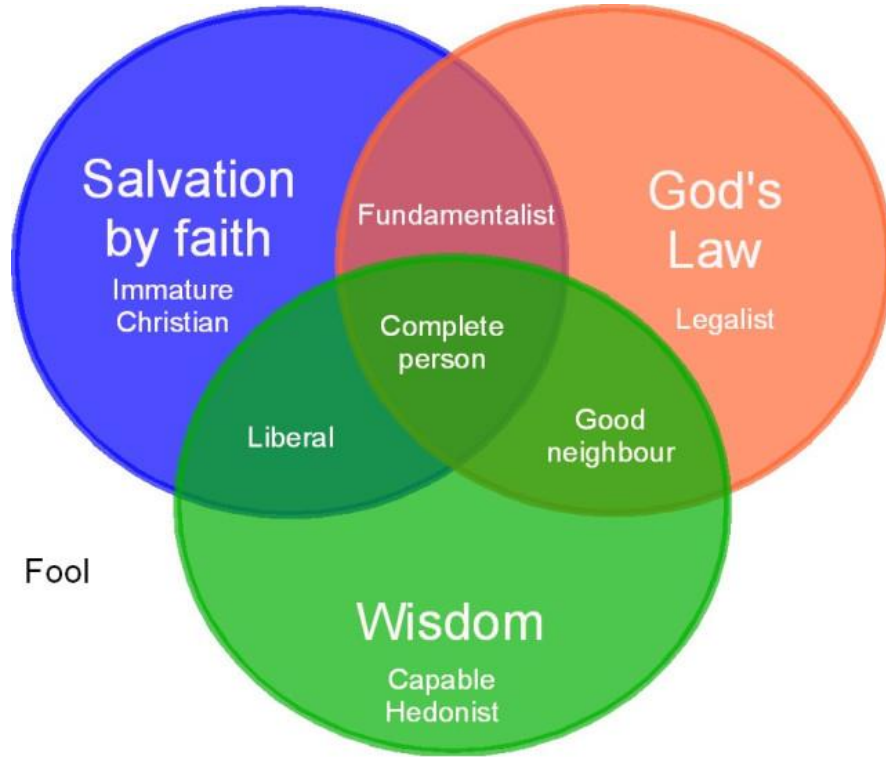 Salvation
by faith
Immature
Christian
Fundamentalist
God's
Law
Legalist
Complete
person
Liberal
Good
neighbour
Fool
Wisdom
Capable
Hedonist